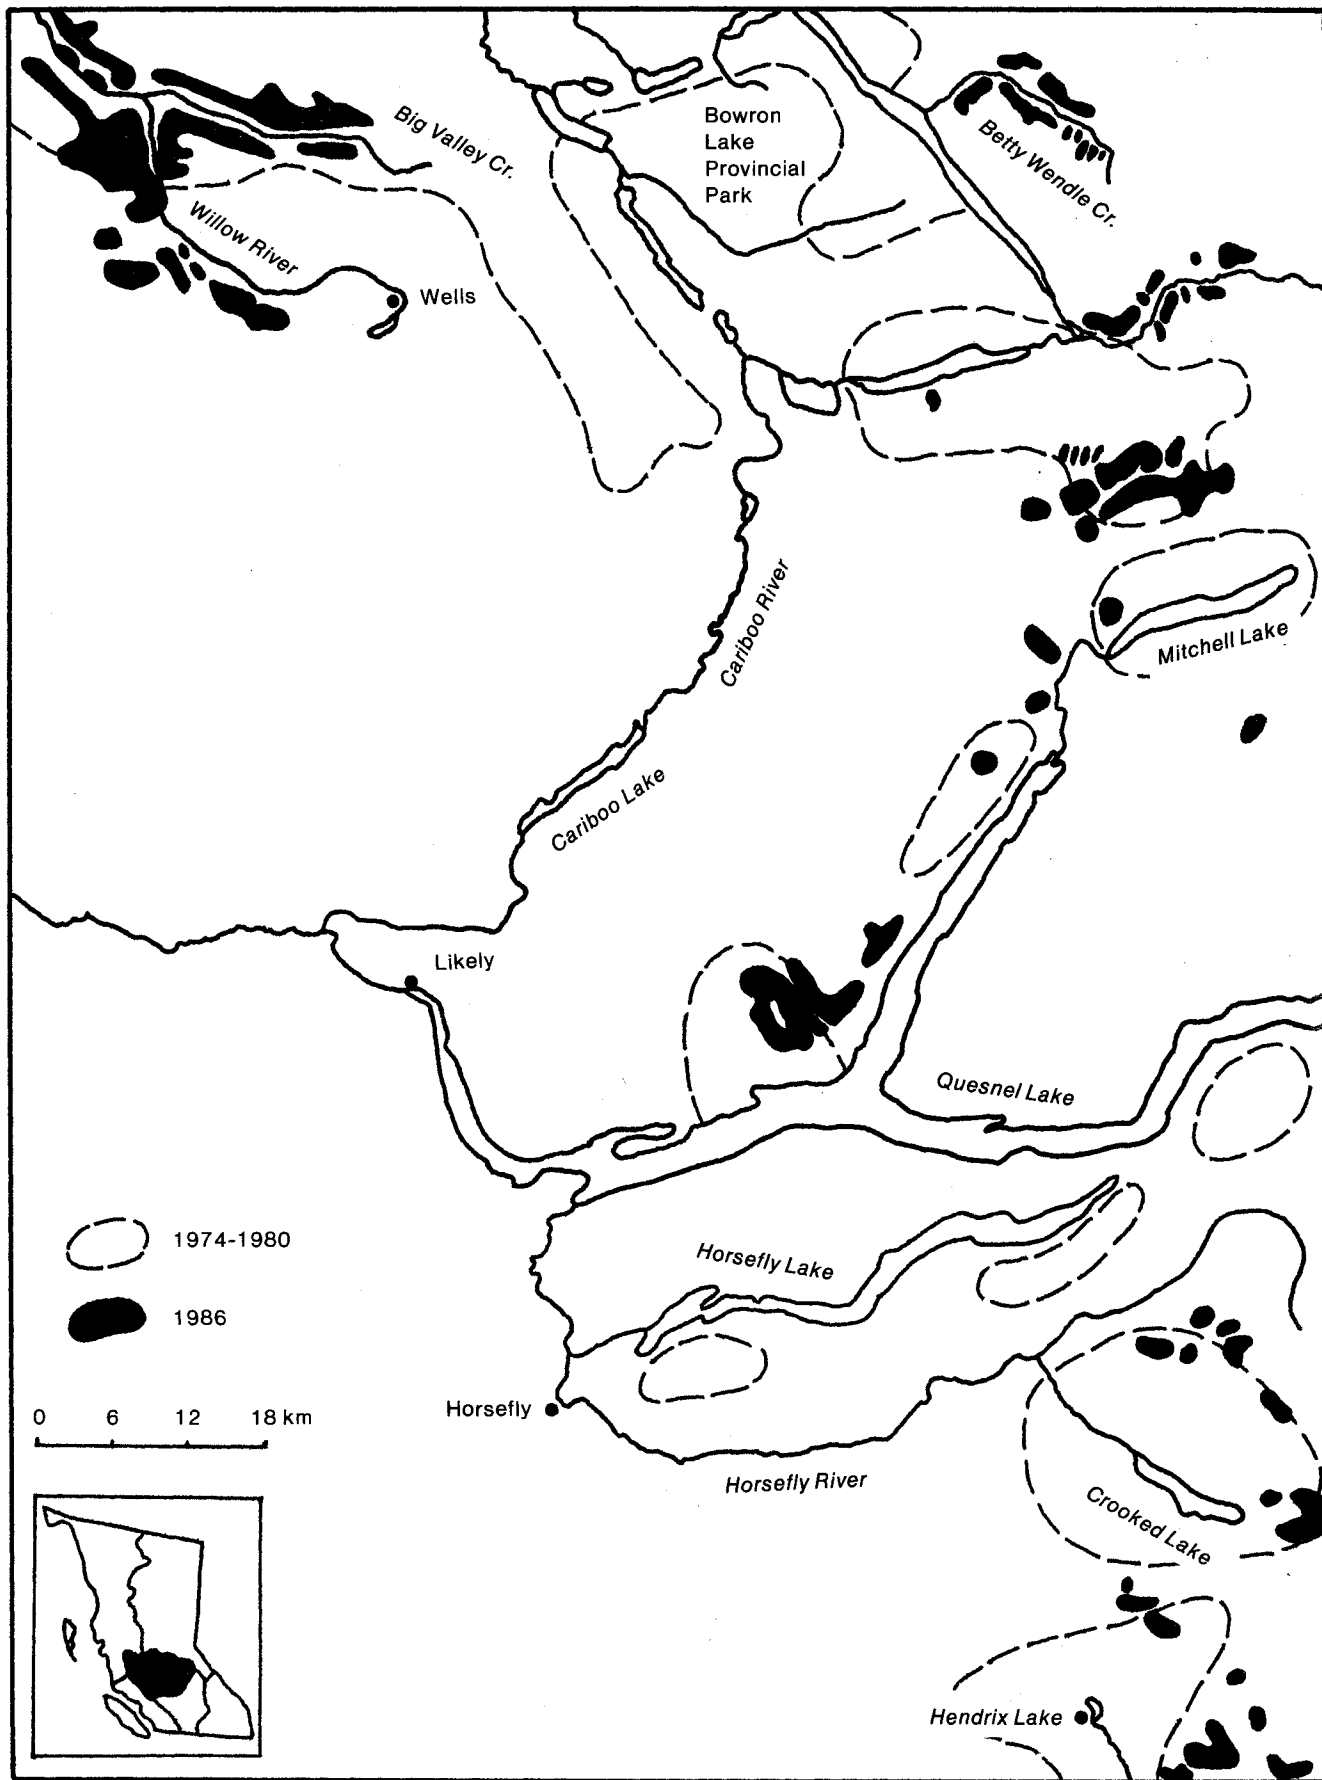 Big Valley Cr.
Bowron
Lake
Provincial
Park
Betty Wendle Cr.
Willow River
Wells
Cariboo River
Mitchell Lake
Cariboo Lake
Likely
Quesnel Lake
1974-1980
Horsefly Lake
1986
0 6 12 18 km
Horsefly
Horsefly River
Crooked Lake
Hendrix Lake